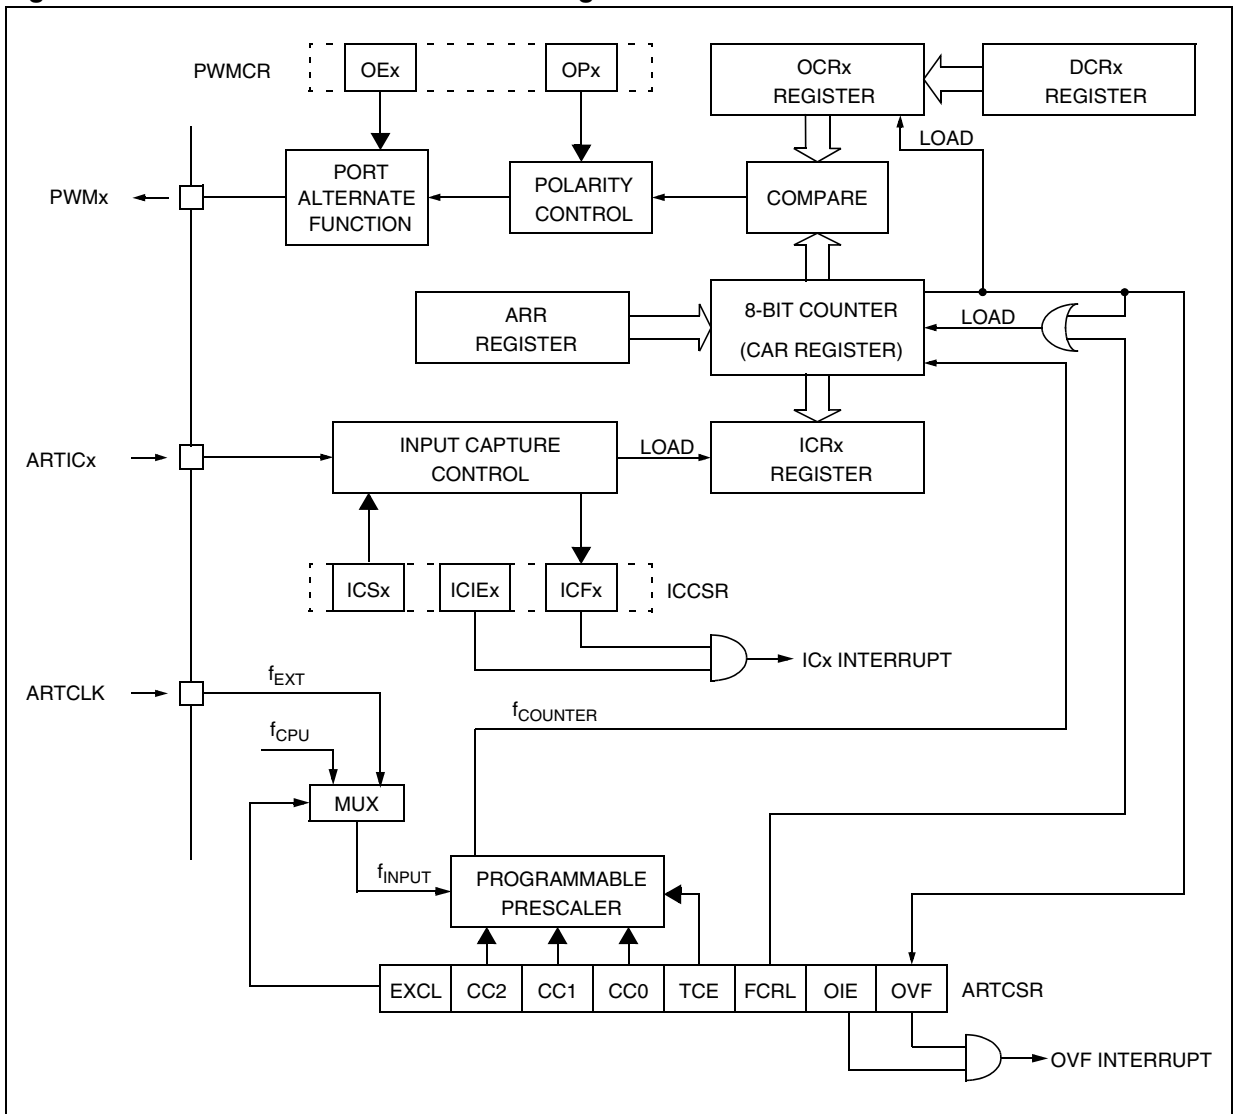 PWMCR
OEx
OPx
OCRx
REGISTER
DCRx
REGISTER
LOAD
PWMx
PORT
ALTERNATE
FUNCTION
POLARITY
CONTROL
COMPARE
ARR
REGISTER
8-BIT COUNTER
(CAR REGISTER)
LOAD
ARTICx
INPUT CAPTURE
CONTROL
LOAD
ICRx
REGISTER
ICSx
ICIEx
ICFx
ICCSR
ICx INTERRUPT
ARTCLK
fEXT
fCPU
fCOUNTER
MUX
fINPUT
PROGRAMMABLE
PRESCALER
EXCL
CC2
CC1
CC0
TCE
FCRL
OIE
OVF
ARTCSR
OVF INTERRUPT